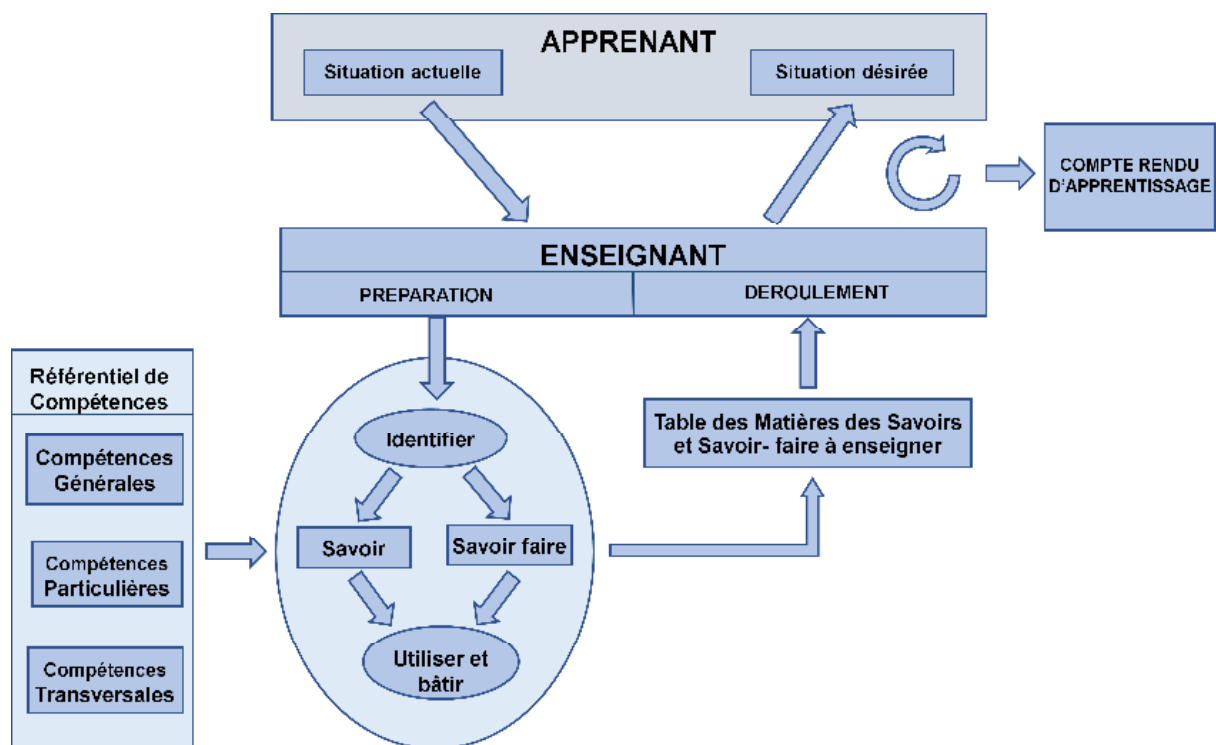 APPRENANT
Situation actuelle
Situation désirée
COMPTE RENDU
D'APPRENTISSAGE
ENSEIGNANT
PREPARATION
DEROULEMENT
Référentiel de
Compétences
Compétences
Générales
Compétences
Particulières
Compétences
Transversales
Identifier
Savoir
Savoir faire
Utiliser et
bâtir
Table des Matières des Savoirs
et Savoir- faire à enseigner